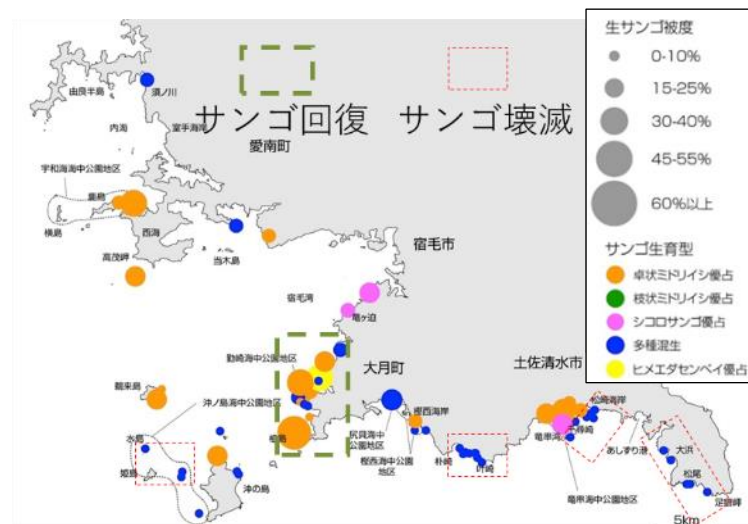 サンゴ回復
サンゴ壊滅
生サンゴ被度
0-10%
15-25%
30-40%
45-55%
60%以上
サンゴ生育型
卓状ミドリイシ優占
枝状ミドリイシ優占
シコロサンゴ優占
多種混生
ヒメエダセンベイ優占
由良半島
須ノ川
内海
室手海岸
愛南町
宇和海海中公園地区
鹿島
横島
西海
高茂岬
当木島
宿毛市
宿毛湾
竜ヶ迫
勤崎海中公園地区
大月町
土佐清水市
鵜来島
沖ノ島海中公園地区
水島
姫島
沖の島
柏島
尻貝海中
公園地区
樫西海岸
樫西海中公園
地区
朴崎
叶崎
竜串湾
松崎海岸
あしずり港
大浜
松尾
足摺岬
竜串海中公園地区
5km